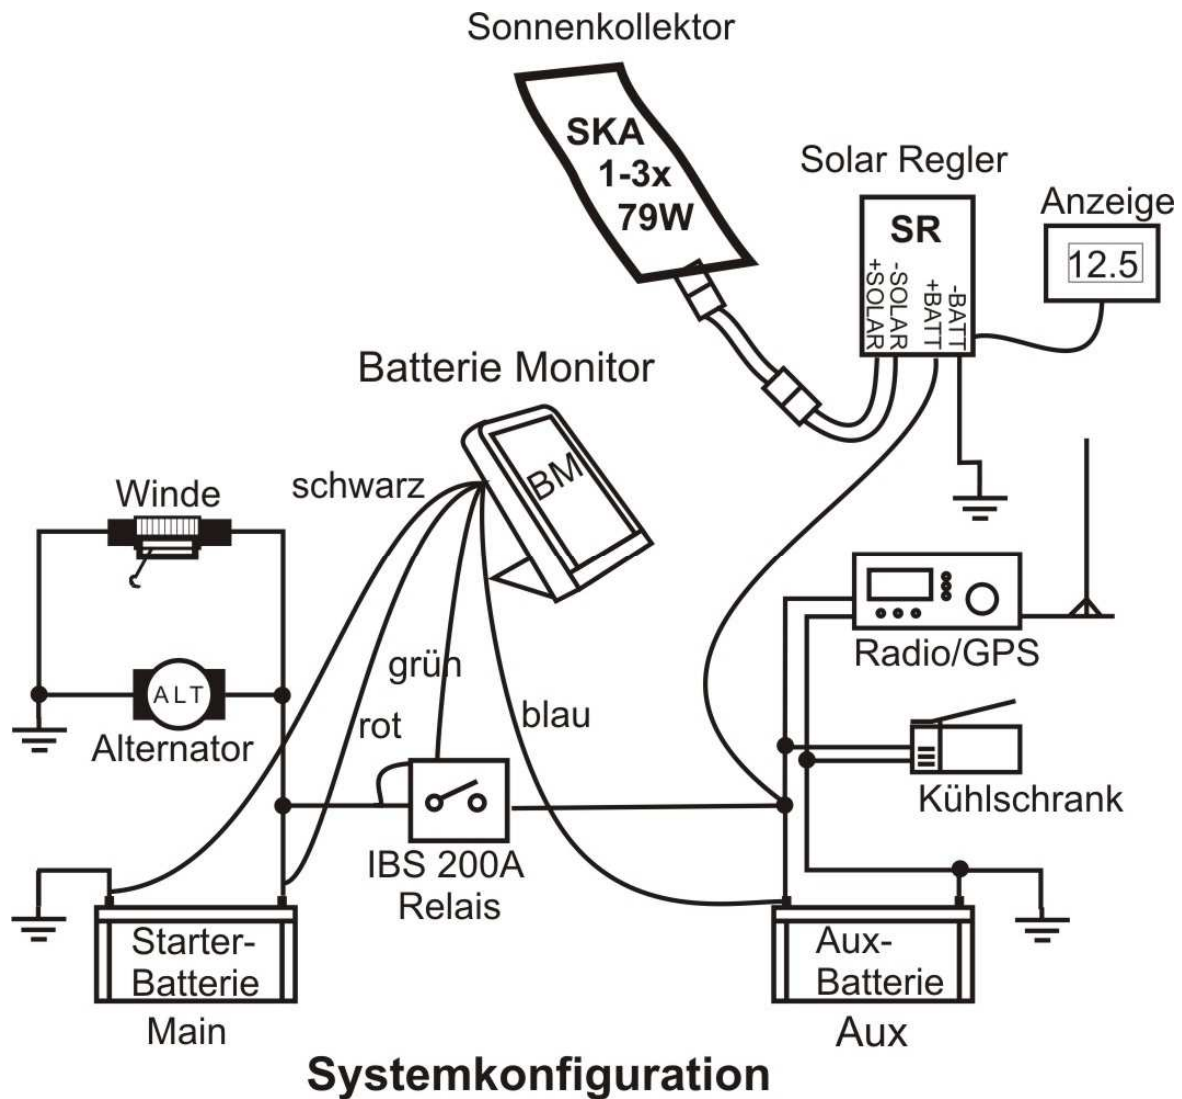 Sonnenkollektor
SKA
1-3x
79W
Solar Regler
SR
+SOLAR
-SOLAR
+BATT
-BATT
Anzeige
12.5
Batterie Monitor
BM
schwarz
Winde
grün
rot
blau
ALT
Alternator
Radio/GPS
Kühlschrank
IBS 200A
Relais
Starter-
Batterie
Main
Aux-
Batterie
Aux
Systemkonfiguration